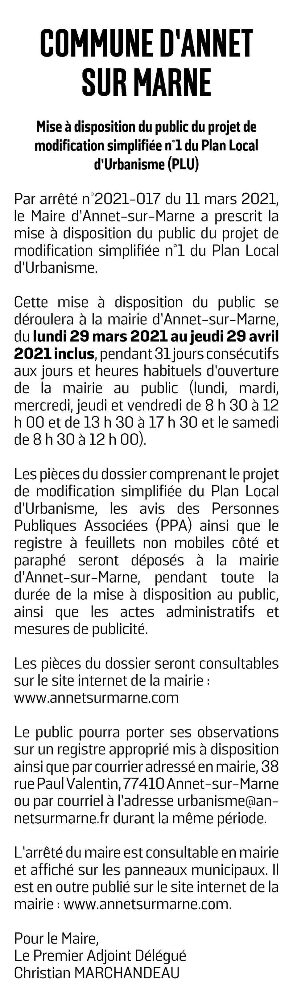 COMMUNE D'ANNET
SUR MARNE
Mise à disposition du public du projet de
modification simplifiée n°1 du Plan Local
d'Urbanisme (PLU)
Par arrêté n°2021-017 du 11 mars 2021,
le Maire d'Annet-sur-Marne a prescrit la
mise à disposition du public du projet de
modification simplifiée n°1 du Plan Local
d'Urbanisme.
Cette mise à disposition du public se
déroulera à la mairie d'Annet-sur-Marne,
du lundi 29 mars 2021 au jeudi 29 avril
2021 inclus, pendant 31 jours consécutifs
aux jours et heures habituels d'ouverture
de la mairie au public (lundi, mardi,
mercredi, jeudi et vendredi de 8 h 30 à 12
h 00 et de 13 h 30 à 17 h 30 et le samedi
de 8 h 30 à 12 h 00).
Les pièces du dossier comprenant le projet
de modification simplifiée du Plan Local
d'Urbanisme, les avis des Personnes
Publiques Associées (PPA) ainsi que le
registre à feuillets non mobiles côté et
paraphé seront déposés à la mairie
d'Annet-sur-Marne, pendant toute la
durée de la mise à disposition au public,
ainsi que les actes administratifs et
mesures de publicité.
Les pièces du dossier seront consultables
sur le site internet de la mairie :
www.annetsurmarne.com
Le public pourra porter ses observations
sur un registre approprié mis à disposition
ainsi que par courrier adressé en mairie, 38
rue Paul Valentin, 77410 Annet-sur-Marne
ou par courriel à l'adresse urbanisme@an-
netsurmarne.fr durant la même période.
L'arrêté du maire est consultable en mairie
et affiché sur les panneaux municipaux. Il
est en outre publié sur le site internet de la
mairie : www.annetsurmarne.com.
Pour le Maire,
Le Premier Adjoint Délégué
Christian MARCHANDEAU